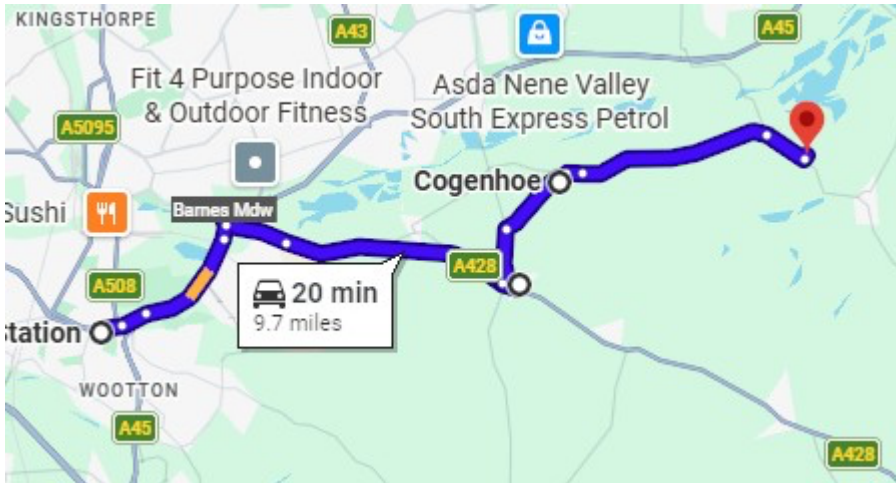 KINGSTHORPE
A43
A45
Fit 4 Purpose Indoor
& Outdoor Fitness
Asda Nene Valley
South Express Petrol
A5095
Cogenhoe
Sushi
Barnes Mdw
A428
A508
20 min
9.7 miles
tation
WOOTTON
A45
A428